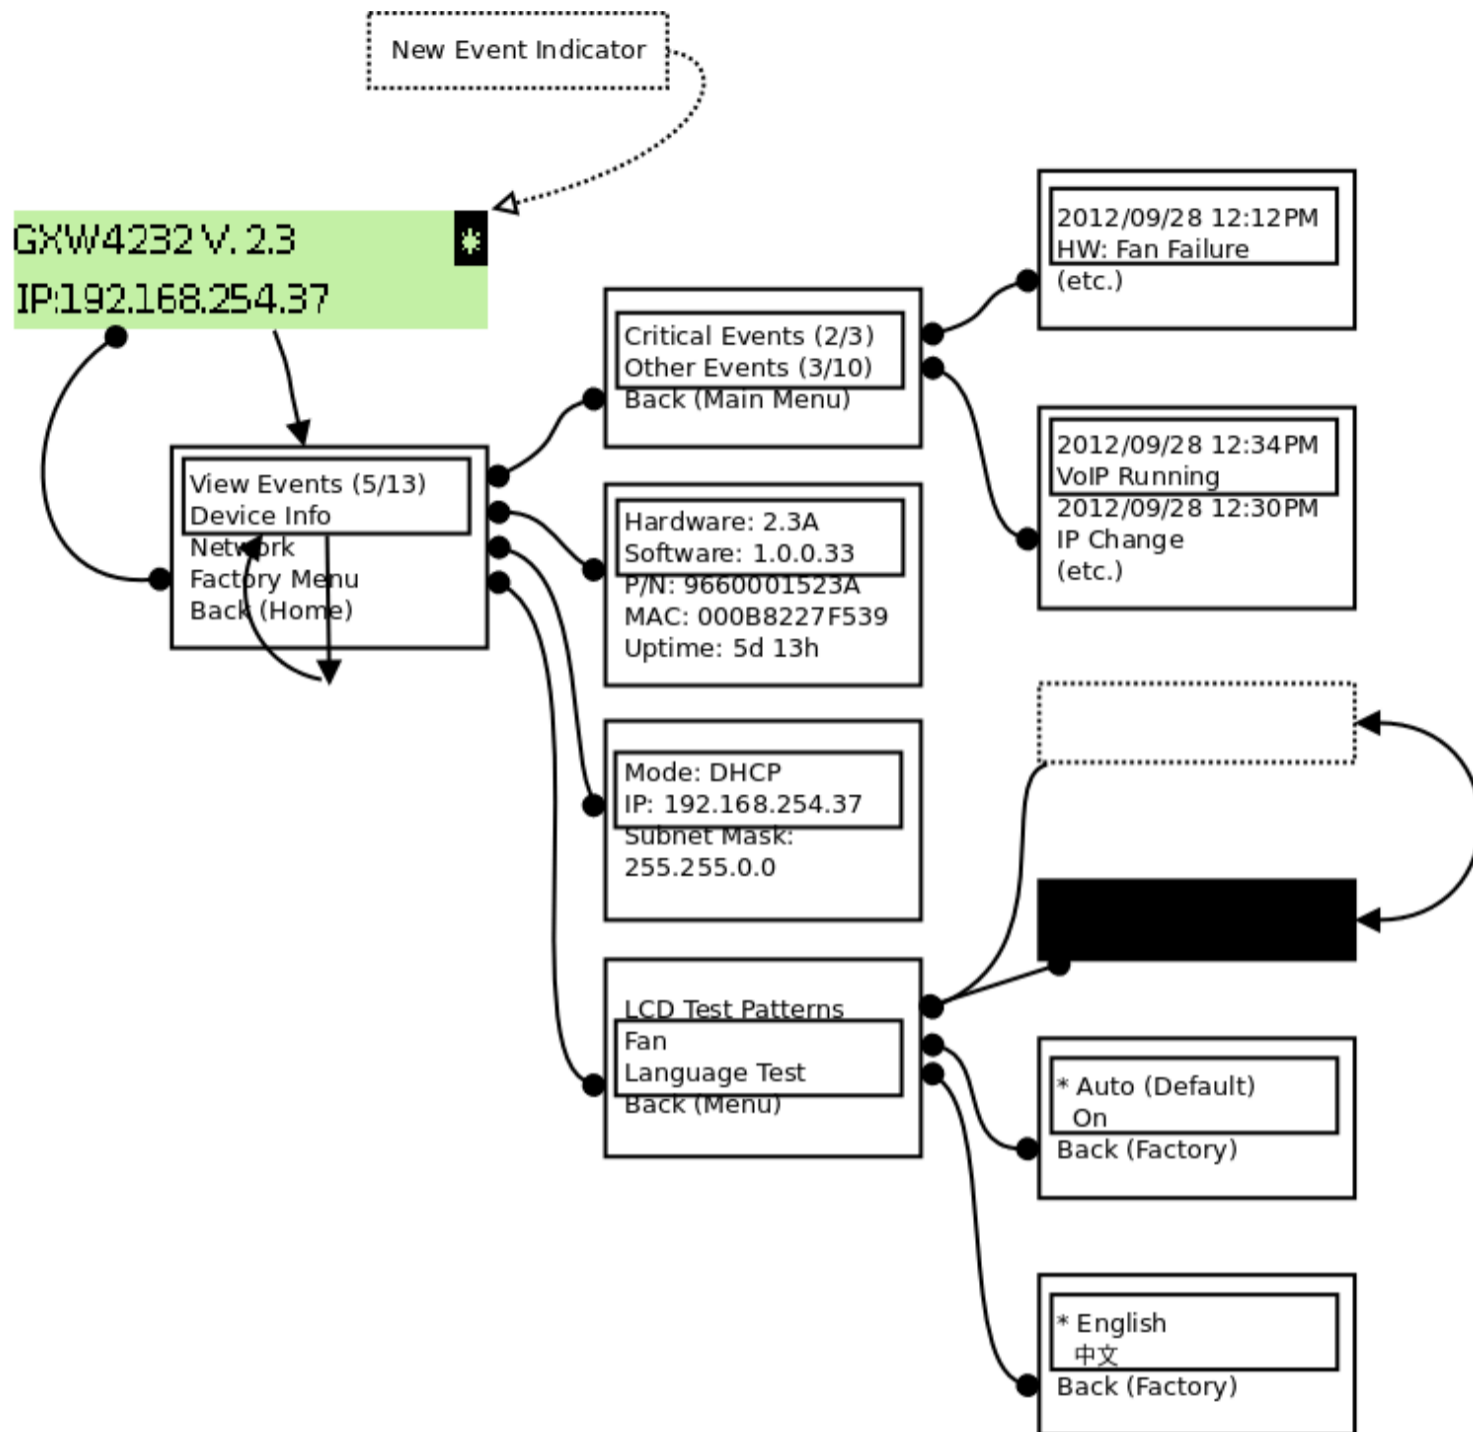 New Event Indicator
GXW4232 V. 2.3 *
IP:192.168.254.37
View Events (5/13)
Device Info
Network
Factory Menu
Back (Home)
Critical Events (2/3)
Other Events (3/10)
Back (Main Menu)
Hardware: 2.3A
Software: 1.0.0.33
P/N: 9660001523A
MAC: 000B8227F539
Uptime: 5d 13h
Mode: DHCP
IP: 192.168.254.37
Subnet Mask:
255.255.0.0
LCD Test Patterns
Fan
Language Test
Back (Menu)
2012/09/28 12:12PM
HW: Fan Failure
(etc.)
2012/09/28 12:34PM
VoIP Running
2012/09/28 12:30PM
IP Change
(etc.)
* Auto (Default)
On
Back (Factory)
* English
中文
Back (Factory)